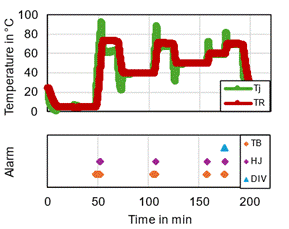 Temperature in °C
100
80
60
40
20
0
Tj
TR
Alarm
TB
HJ
DIV
0 50 100 150 200
Time in min